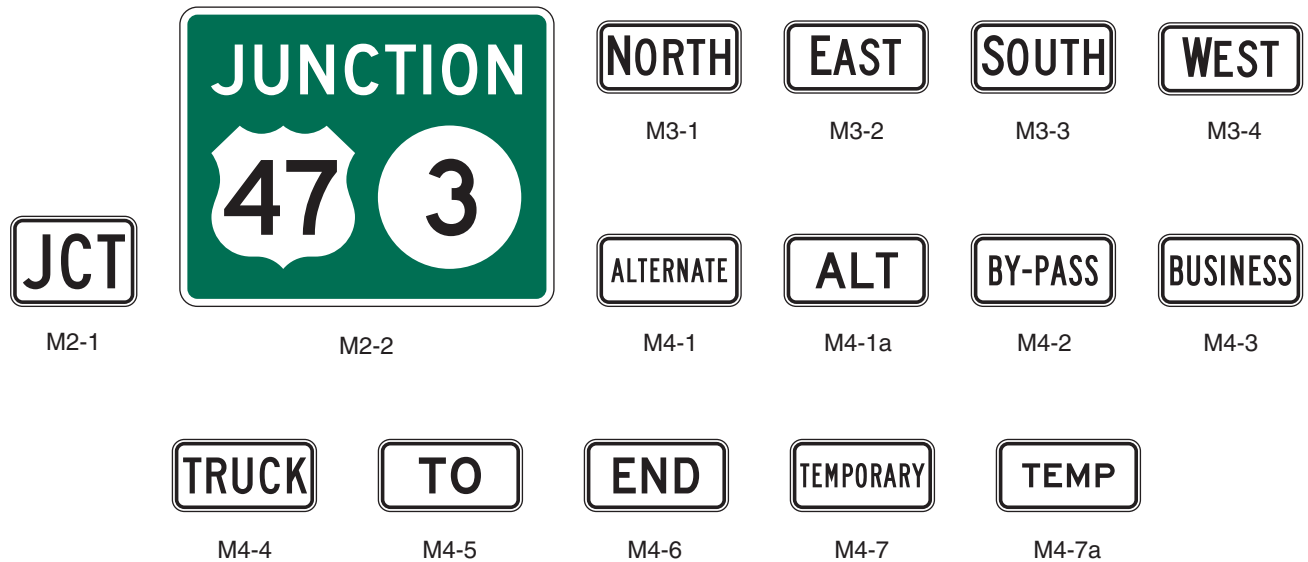 JUNCTION
47 3
M2-2
JCT
M2-1
NORTH EAST SOUTH WEST
M3-1 M3-2 M3-3 M3-4
ALTERNATE ALT BY-PASS BUSINESS
M4-1 M4-1a M4-2 M4-3
TRUCK TO END TEMPORARY TEMP
M4-4 M4-5 M4-6 M4-7 M4-7a